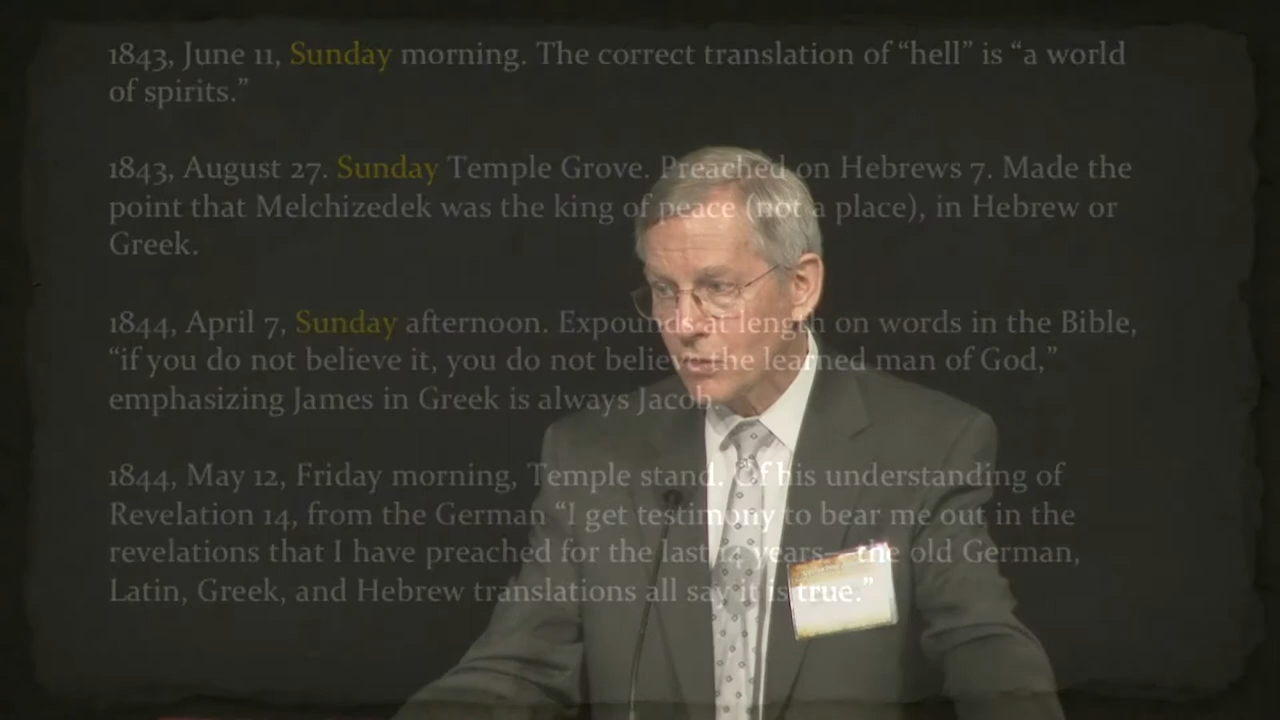 1843, June 11, Sunday morning. The correct translation of “hell” is “a world
of spirits.”
1843, August 27. Sunday Temple Grove. Preached on Hebrews 7. Made the
point that Melchizedek was the king of peace (not a place), in Hebrew or
Greek.
1844, April 7, Sunday afternoon. Expounds at length on words in the Bible,
“if you do not believe it, you do not believe the learned man of God,”
emphasizing James in Greek is always Jacob.
1844, May 12, Friday morning, Temple stand. Of his understanding of
Revelation 14, from the German “I get testimony to bear me out in the
revelations that I have preached for the last years the old German,
Latin, Greek, and Hebrew translations all say it is true.”